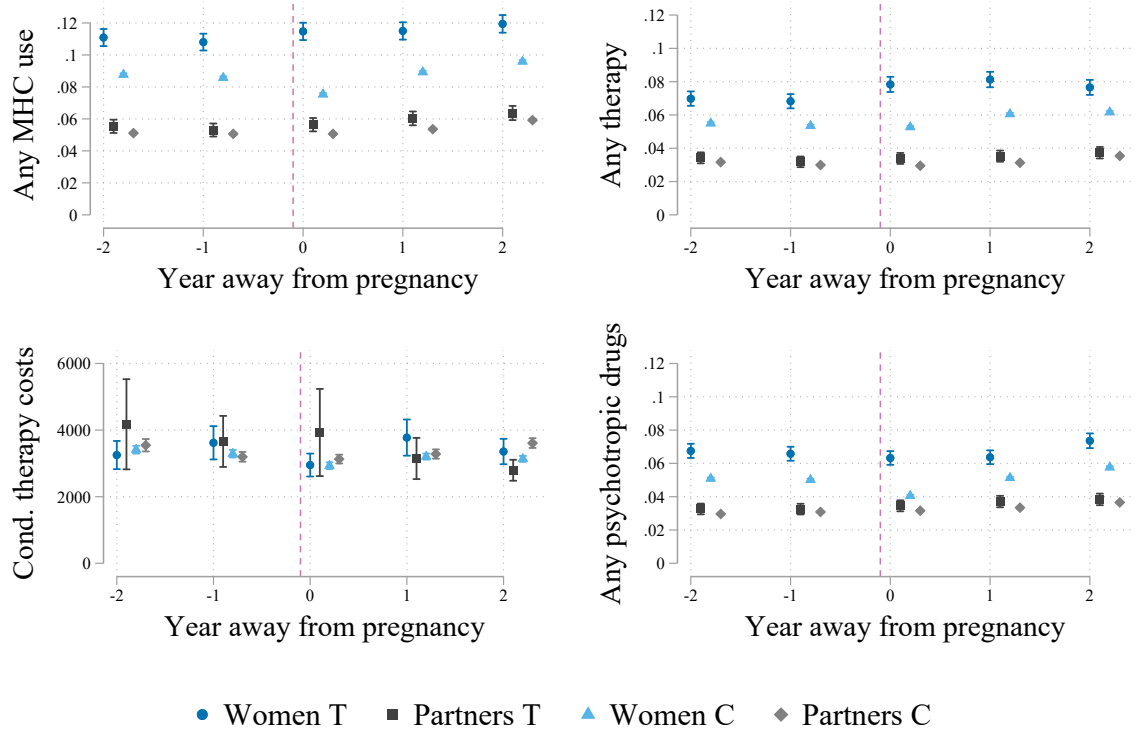 Any MHC use
.12
.1
.08
.06
.04
.02
0
-2 -1 0 1 2
Year away from pregnancy
Any therapy
.12
.1
.08
.06
.04
.02
0
-2 -1 0 1 2
Year away from pregnancy
Cond. therapy costs
6000
4000
2000
0
-2 -1 0 1 2
Year away from pregnancy
Any psychotropic drugs
.12
.1
.08
.06
.04
.02
0
-2 -1 0 1 2
Year away from pregnancy
Women T Partners T Women C Partners C